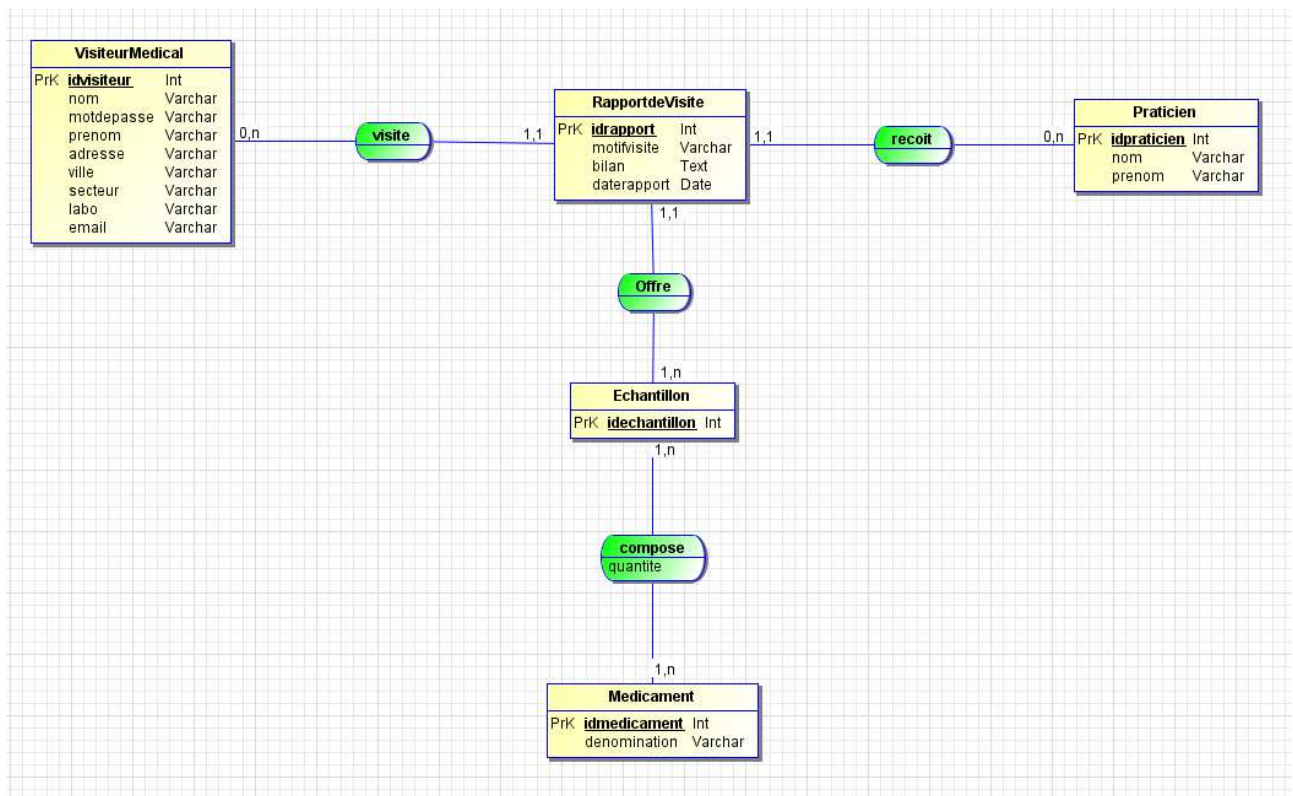 VisiteurMedical
PrK idvisiteur Int
nom Varchar
motdepasse Varchar
prenom Varchar
adresse Varchar
ville Varchar
secteur Varchar
labo Varchar
email Varchar
0,n
visite
1,1
RapportdeVisite
PrK idrapport Int
motifvisite Varchar
bilan Text
daterapport Date
1,1
recoit
0,n
Praticien
PrK idpraticien Int
nom Varchar
prenom Varchar
1,1
Offre
1,n
Echantillon
PrK idechantillon Int
1,n
compose
quantite
1,n
Medicament
PrK idmedicament Int
denomination Varchar